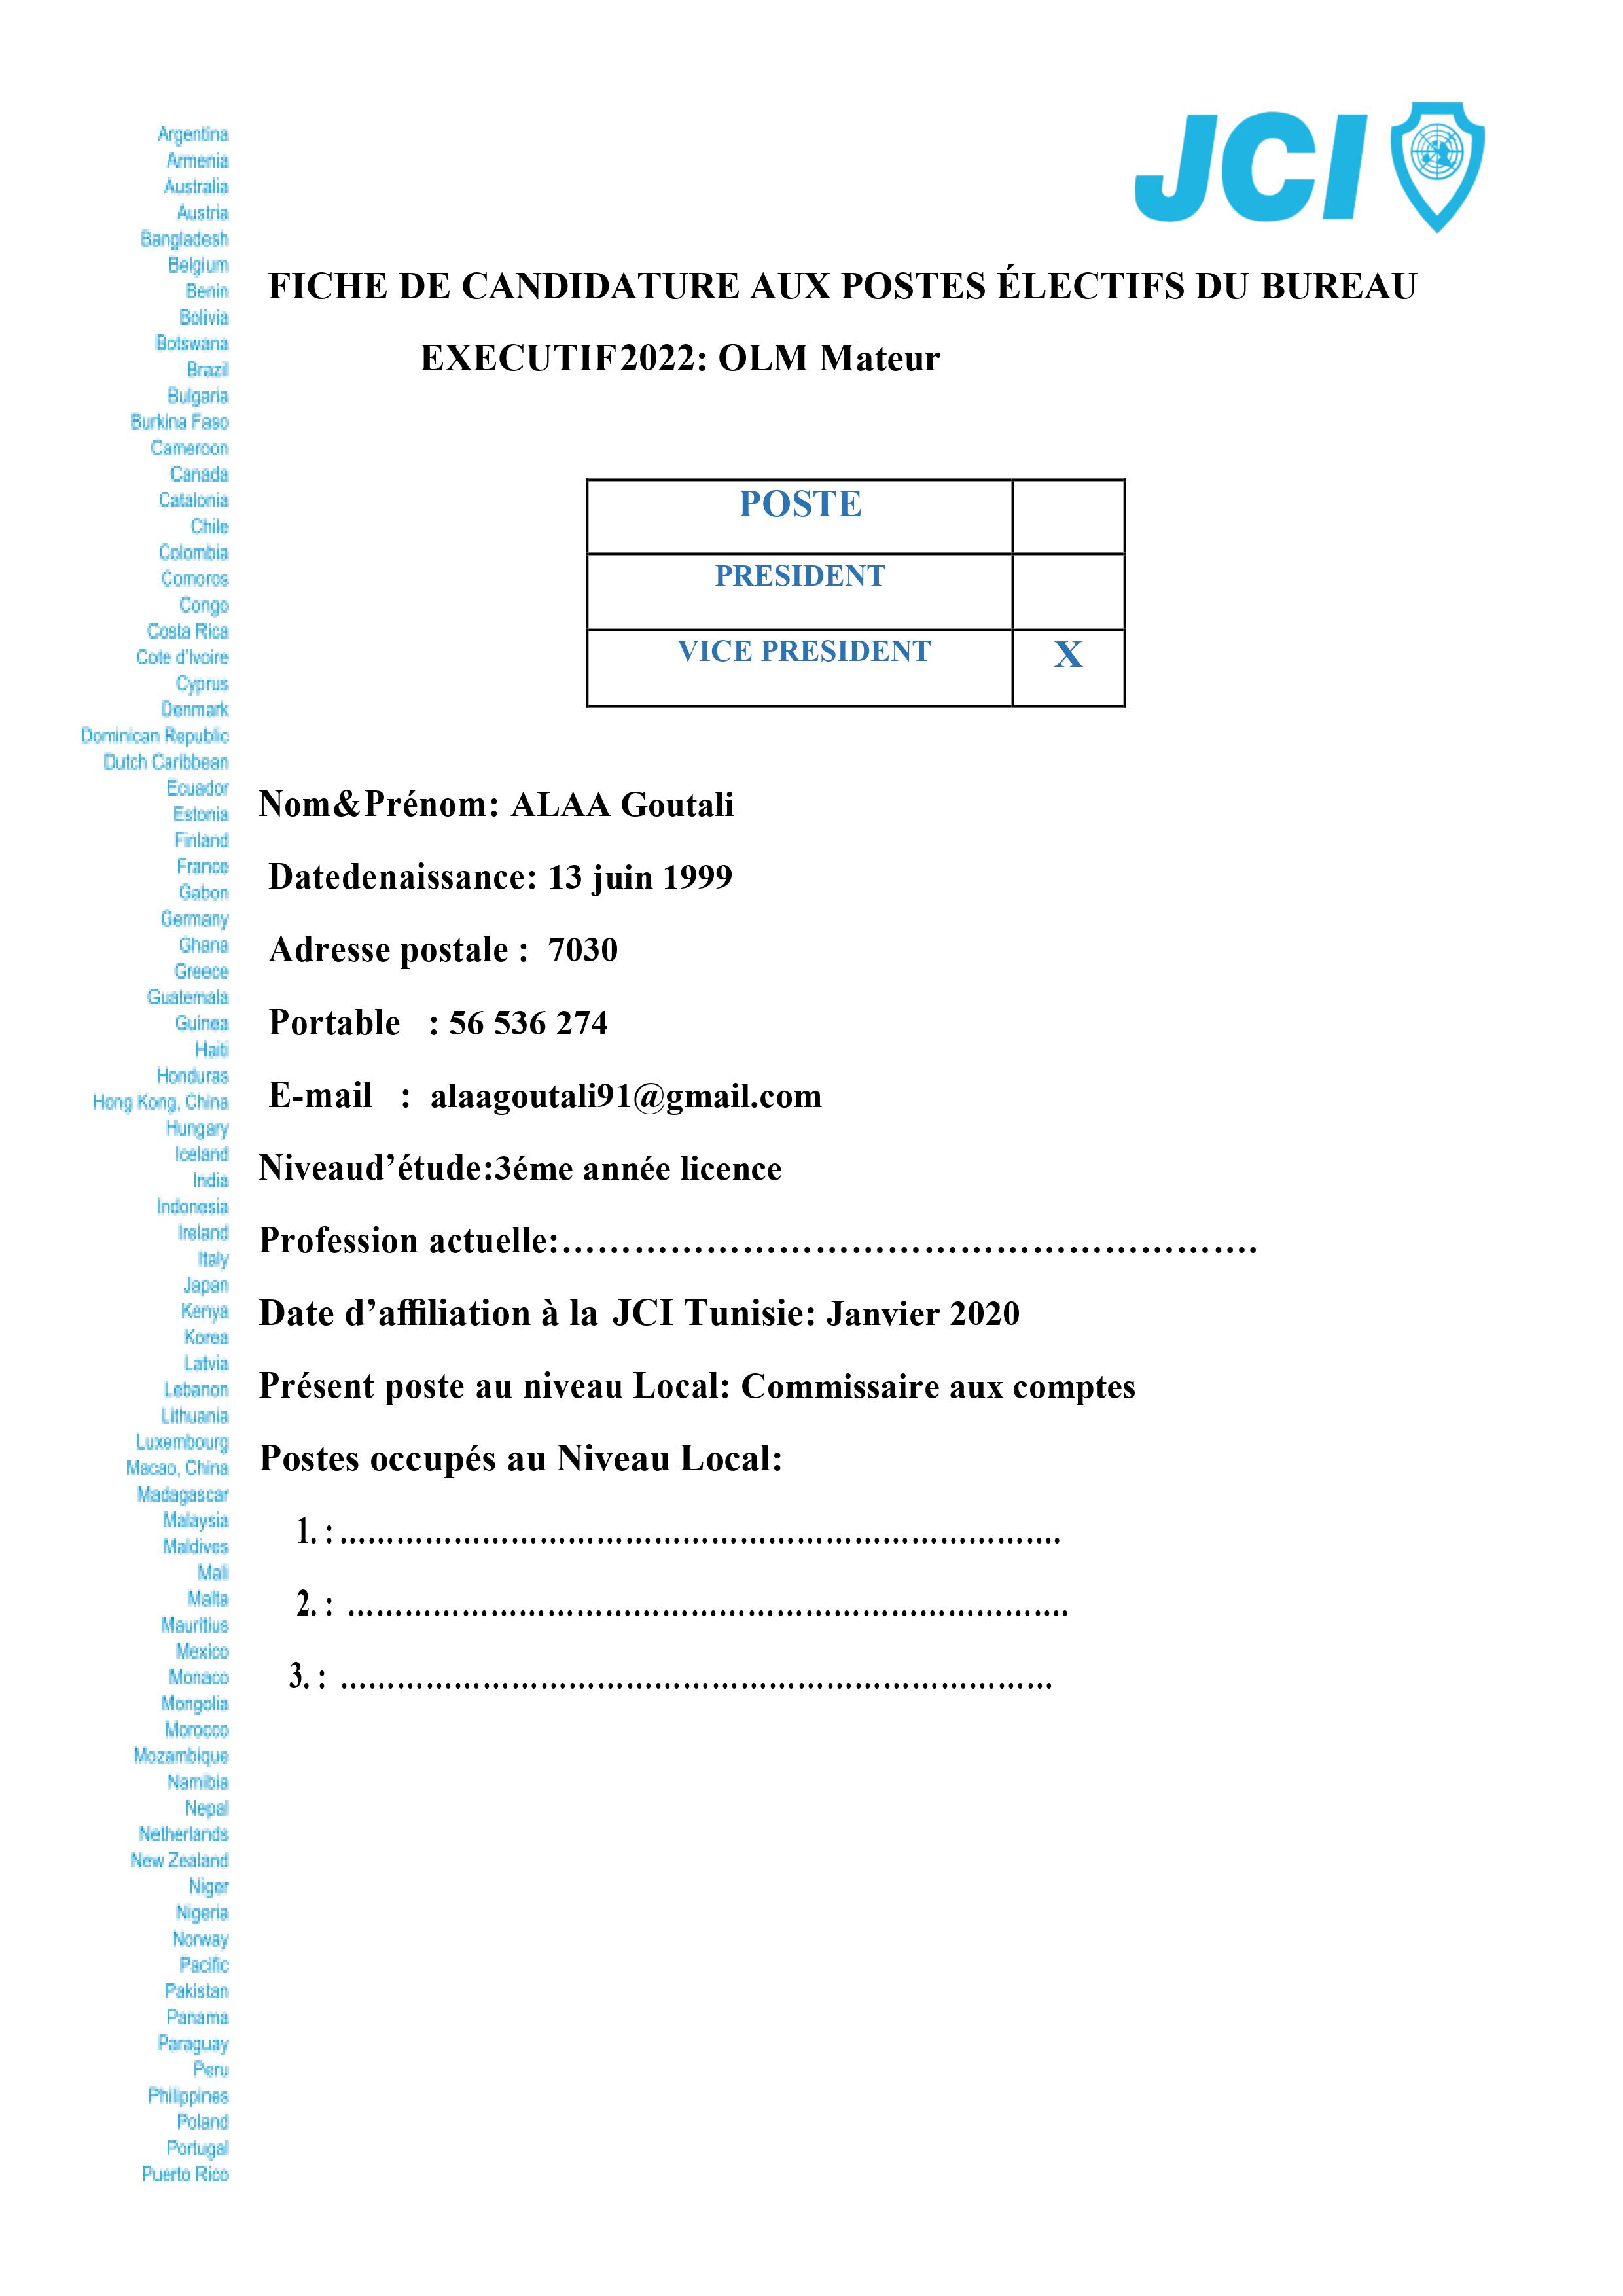 JCI
Argentina
Armenia
Australia
Austria
Bangladesh
Belgium
Benin
Bolivia
Botswana
Brazil
Bulgaria
Burkina Faso
Cameroon
Canada
Catalonia
Chile
Colombia
Comoros
Congo
Costa Rica
Cote d'Ivoire
Cyprus
Denmark
Dominican Republic
Dutch Caribbean
Ecuador
Estonia
Finland
France
Gabon
Germany
Ghana
Greece
Guatemala
Guinea
Haiti
Honduras
Hong Kong, China
Hungary
Iceland
India
Indonesia
Ireland
Italy
Japan
Kenya
Korea
Latvia
Lebanon
Lithuania
Luxembourg
Macao, China
Madagascar
Malaysia
Maldives
Mali
Malta
Mauritius
Mexico
Monaco
Mongolia
Morocco
Mozambique
Namibia
Nepal
Netherlands
New Zealand
Niger
Nigeria
Norway
Pacific
Pakistan
Panama
Paraguay
Peru
Philippines
Poland
Portugal
Puerto Rico
FICHE DE CANDIDATURE AUX POSTES ÉLECTIFS DU BUREAU
EXECUTIF2022: OLM Mateur
POSTE
PRESIDENT
VICE PRESIDENT X
Nom&Prénom: ALAA Goutali
Datedenaissance: 13 juin 1999
Adresse postale : 7030
Portable : 56 536 274
E-mail : alaagoutali91@gmail.com
Niveaud’étude:3éme année licence
Profession actuelle:………………………………………………….
Date d’affiliation à la JCI Tunisie: Janvier 2020
Présent poste au niveau Local: Commissaire aux comptes
Postes occupés au Niveau Local:
1. : ………………………………………………………………….
2. : ………………………………………………………………….
3. : …………………………………………………………………